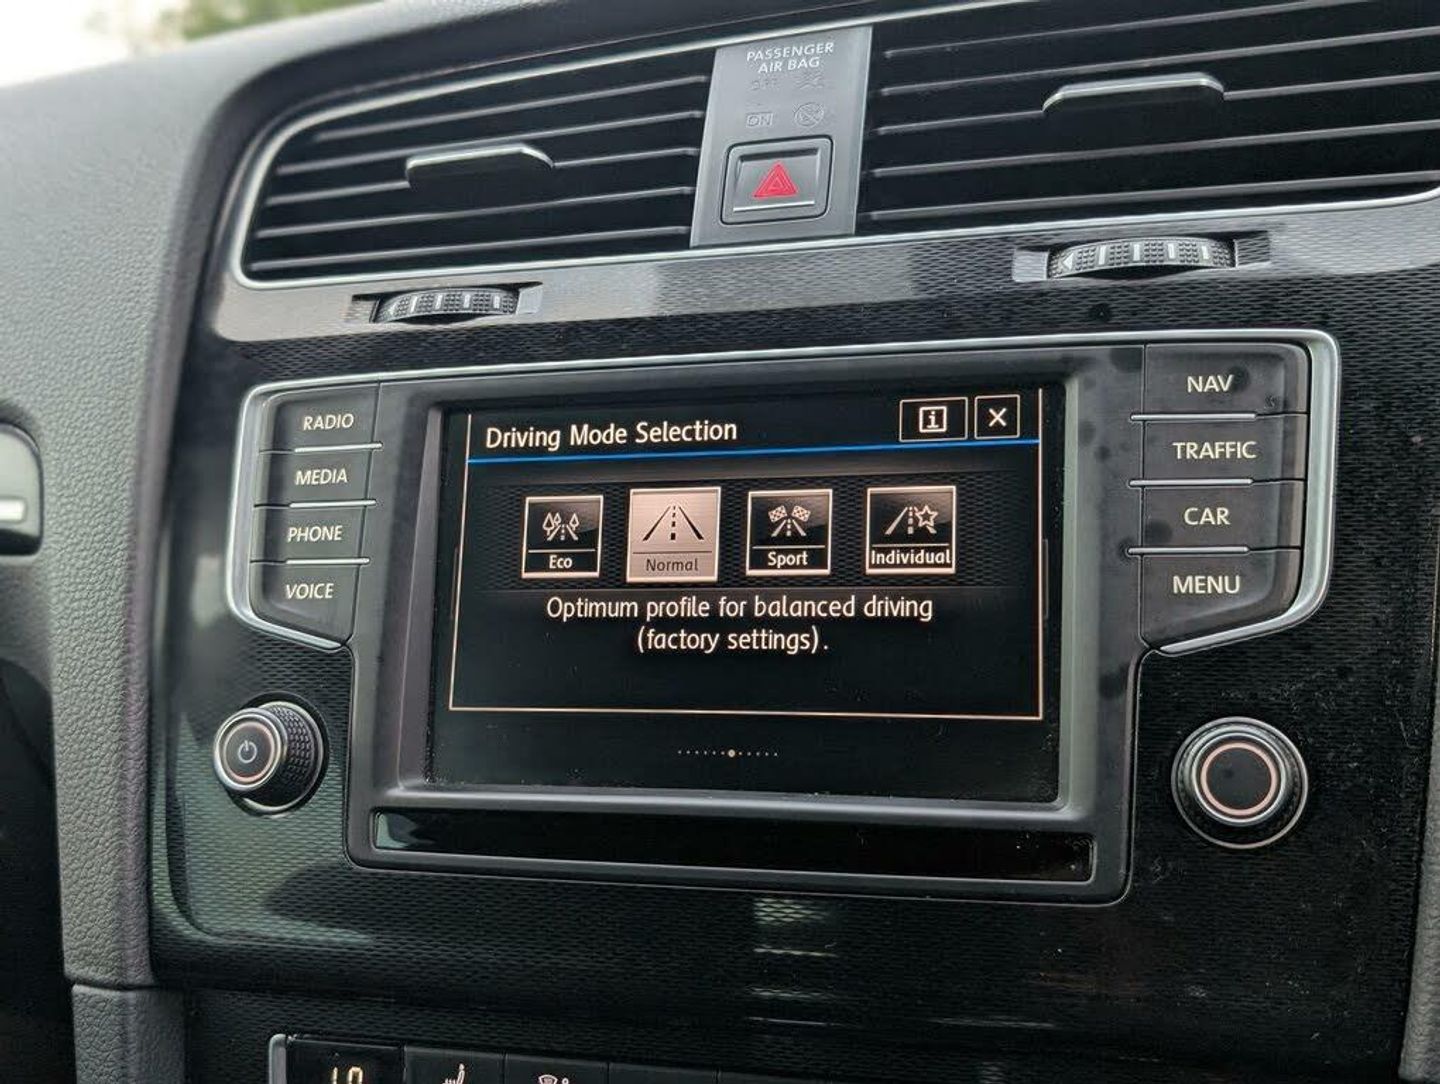 PASSENGER
AIR BAG
OFF
ON
RADIO
MEDIA
PHONE
VOICE
Driving Mode Selection
i
Eco
Normal
Sport
Individual
Optimum profile for balanced driving
(factory settings).
NAV
TRAFFIC
CAR
MENU